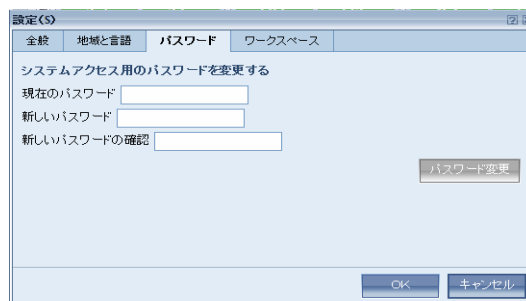 設定(S)
全般 地域と言語 パスワード ワークスペース
システムアクセス用のパスワードを変更する
現在のパスワード
新しいパスワード
新しいパスワードの確認
パスワード変更
OK キャンセル